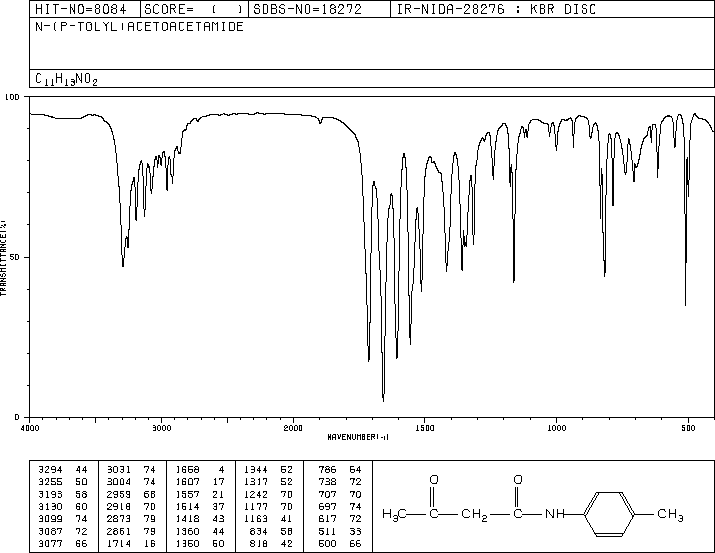 HIT-NO=8084 SCORE= ( ) SDBS-NO=18272 IR-NIDA-28276 : KBR DISC
N-(P-TOLYL)ACETOACETAMIDE
C11H13NO2
100
50
0
TRANSMITTANCE(%)
4000 3000 2000 1500 1000 500
WAVENUMBER(-1)
3294 44 3031 74 1658 4 1344 52 786 64
3255 50 3004 74 1607 17 1317 52 738 72
3193 58 2959 68 1557 21 1242 70 707 70
3130 60 2918 70 1514 37 1177 70 697 74
3099 74 2873 79 1418 43 1163 41 617 72
3087 72 2861 79 1360 44 834 58 511 33
3077 66 1714 16 1350 50 818 42 500 66
O O
H3C CH2 C NH CH3